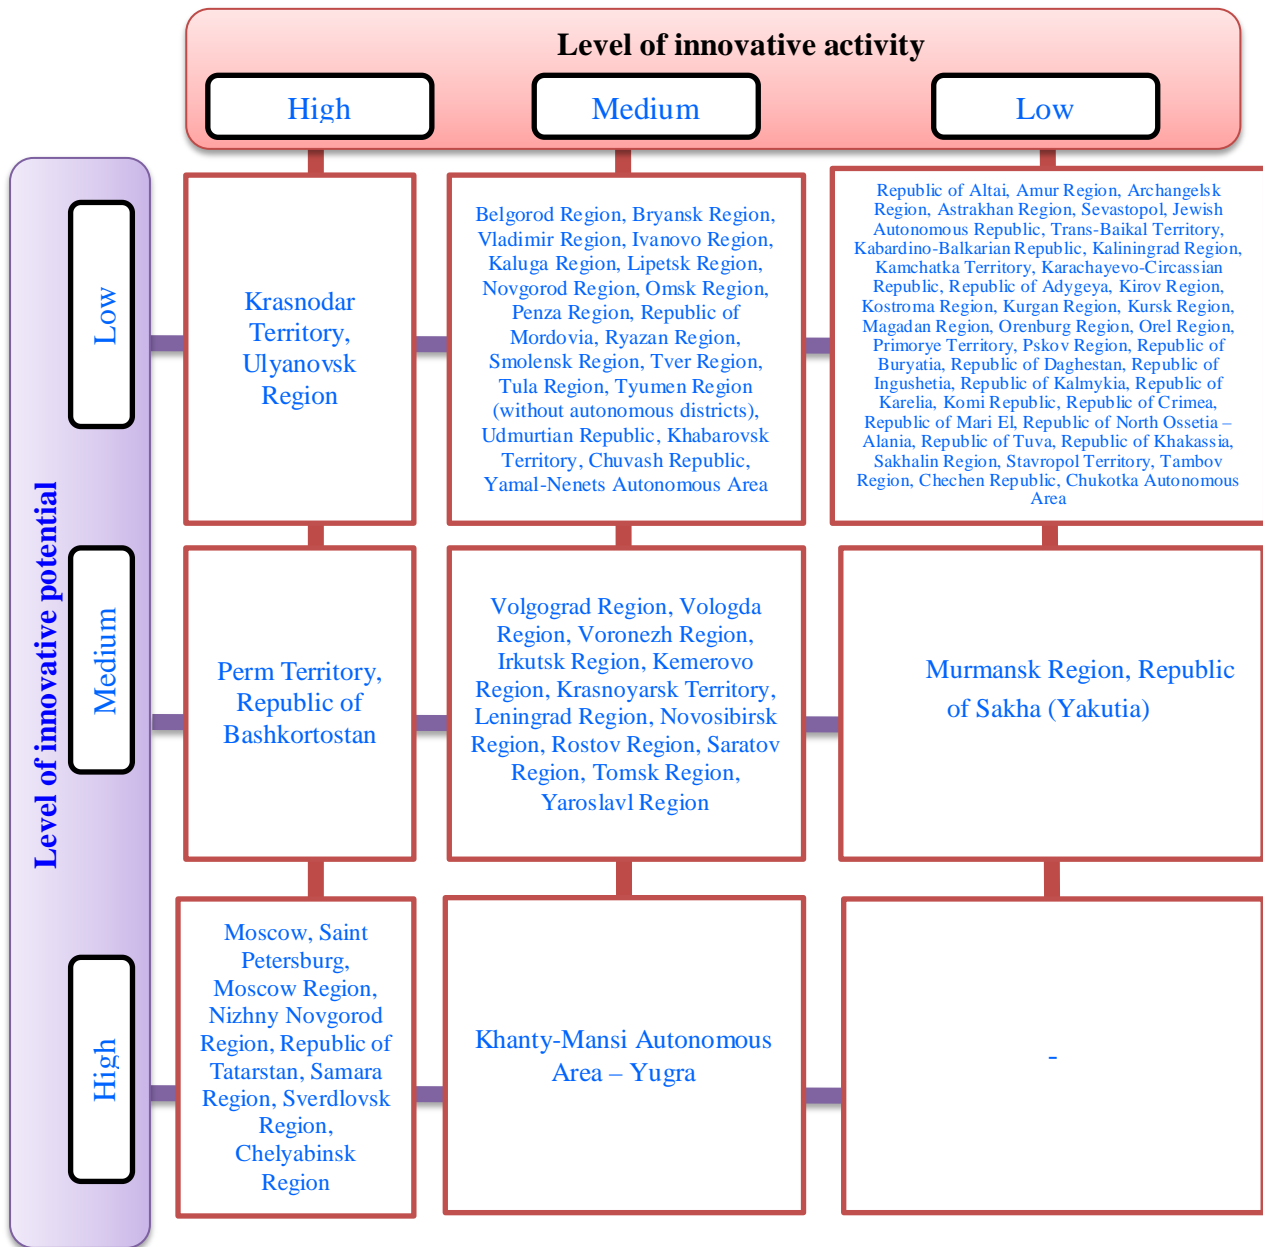 Level of innovative activity
High
Medium
Low
Level of innovative potential
Low
Krasnodar
Territory,
Ulyanovsk
Region
Belgorod Region, Bryansk Region,
Vladimir Region, Ivanovo Region,
Kaluga Region, Lipetsk Region,
Novgorod Region, Omsk Region,
Penza Region, Republic of
Mordovia, Ryazan Region,
Smolensk Region, Tver Region,
Tula Region, Tyumen Region
(without autonomous districts),
Udmurtian Republic, Khabarovsk
Territory, Chuvash Republic,
Yamal-Nenets Autonomous Area
Republic of Altai, Amur Region, Archangelsk
Region, Astrakhan Region, Sevastopol, Jewish
Autonomous Republic, Trans-Baikal Territory,
Kabardino-Balkarian Republic, Kaliningrad Region,
Kamchatka Territory, Karachayevo-Circassian
Republic, Republic of Adygeya, Kirov Region,
Kostroma Region, Kurgan Region, Kursk Region,
Magadan Region, Orenburg Region, Orel Region,
Primorye Territory, Pskov Region, Republic of
Buryatia, Republic of Daghestan, Republic of
Ingushetia, Republic of Kalmykia, Republic of
Karelia, Komi Republic, Republic of Crimea,
Republic of Mari El, Republic of North Ossetia –
Alania, Republic of Tuva, Republic of Khakassia,
Sakhalin Region, Stavropol Territory, Tambov
Region, Chechen Republic, Chukotka Autonomous
Area
Medium
Perm Territory,
Republic of
Bashkortostan
Volgograd Region, Vologda
Region, Voronezh Region,
Irkutsk Region, Kemerovo
Region, Krasnoyarsk Territory,
Leningrad Region, Novosibirsk
Region, Rostov Region, Saratov
Region, Tomsk Region,
Yaroslavl Region
Murmansk Region, Republic
of Sakha (Yakutia)
High
Moscow, Saint
Petersburg,
Moscow Region,
Nizhny Novgorod
Region, Republic of
Tatarstan, Samara
Region, Sverdlovsk
Region,
Chelyabinsk
Region
Khanty-Mansi Autonomous
Area – Yugra
-